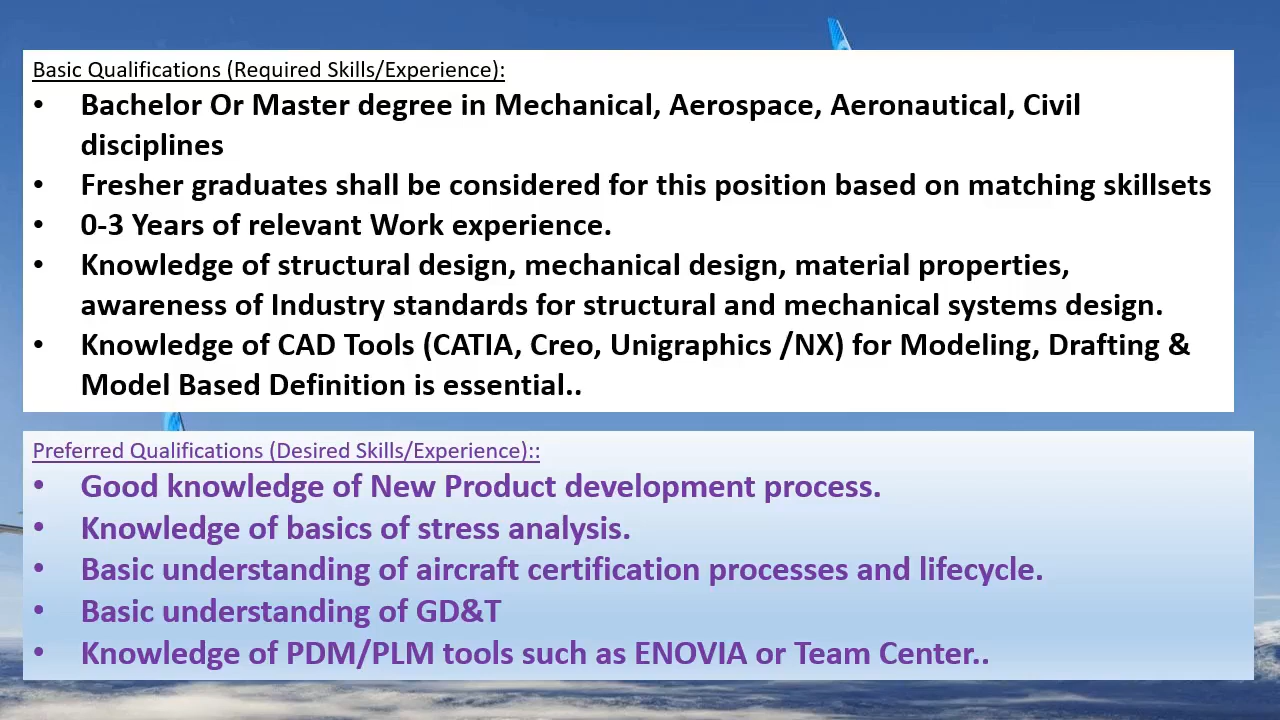 Basic Qualifications (Required Skills/Experience):
• Bachelor Or Master degree in Mechanical, Aerospace, Aeronautical, Civil
disciplines
• Fresher graduates shall be considered for this position based on matching skillsets
• 0-3 Years of relevant Work experience.
• Knowledge of structural design, mechanical design, material properties,
awareness of Industry standards for structural and mechanical systems design.
• Knowledge of CAD Tools (CATIA, Creo, Unigraphics /NX) for Modeling, Drafting &
Model Based Definition is essential..
Preferred Qualifications (Desired Skills/Experience)::
• Good knowledge of New Product development process.
• Knowledge of basics of stress analysis.
• Basic understanding of aircraft certification processes and lifecycle.
• Basic understanding of GD&T
• Knowledge of PDM/PLM tools such as ENOVIA or Team Center..